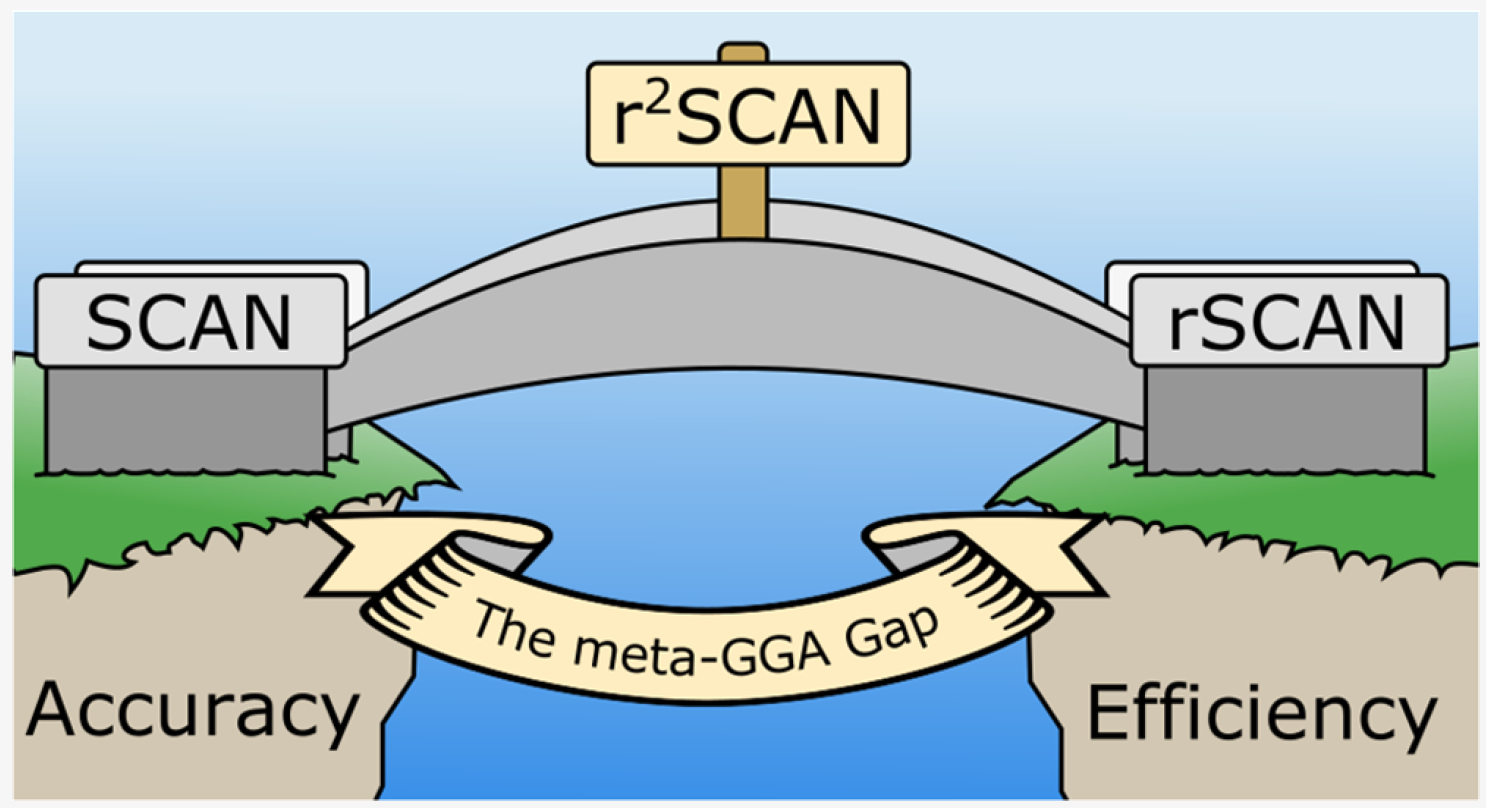 r²SCAN
SCAN
rSCAN
The meta-GGA Gap
Accuracy
Efficiency